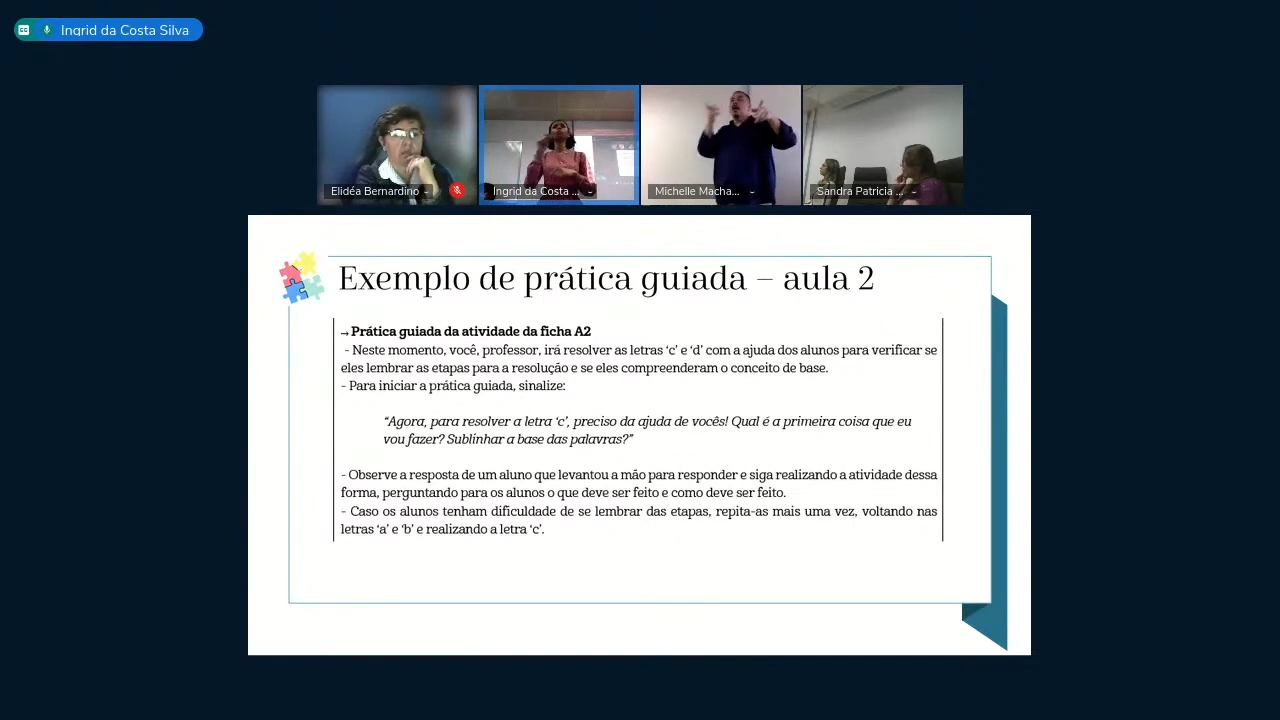 Ingrid da Costa Silva
Elidéa Bernardino
Ingrid da Costa ...
Michelle Macha...
Sandra Patricia ...
Exemplo de prática guiada – aula 2
→Prática guiada da atividade da ficha A2
- Neste momento, você, professor, irá resolver as letras ‘c’ e ‘d’ com a ajuda dos alunos para verificar se
eles lembrar as etapas para a resolução e se eles compreenderam o conceito de base.
- Para iniciar a prática guiada, sinalize:
“Agora, para resolver a letra ‘c’, preciso da ajuda de vocês! Qual é a primeira coisa que eu
vou fazer? Sublinhar a base das palavras?”
- Observe a resposta de um aluno que levantou a mão para responder e siga realizando a atividade dessa
forma, perguntando para os alunos o que deve ser feito e como deve ser feito.
- Caso os alunos tenham dificuldade de se lembrar das etapas, repita-as mais uma vez, voltando nas
letras ‘a’ e ‘b’ e realizando a letra ‘c’.